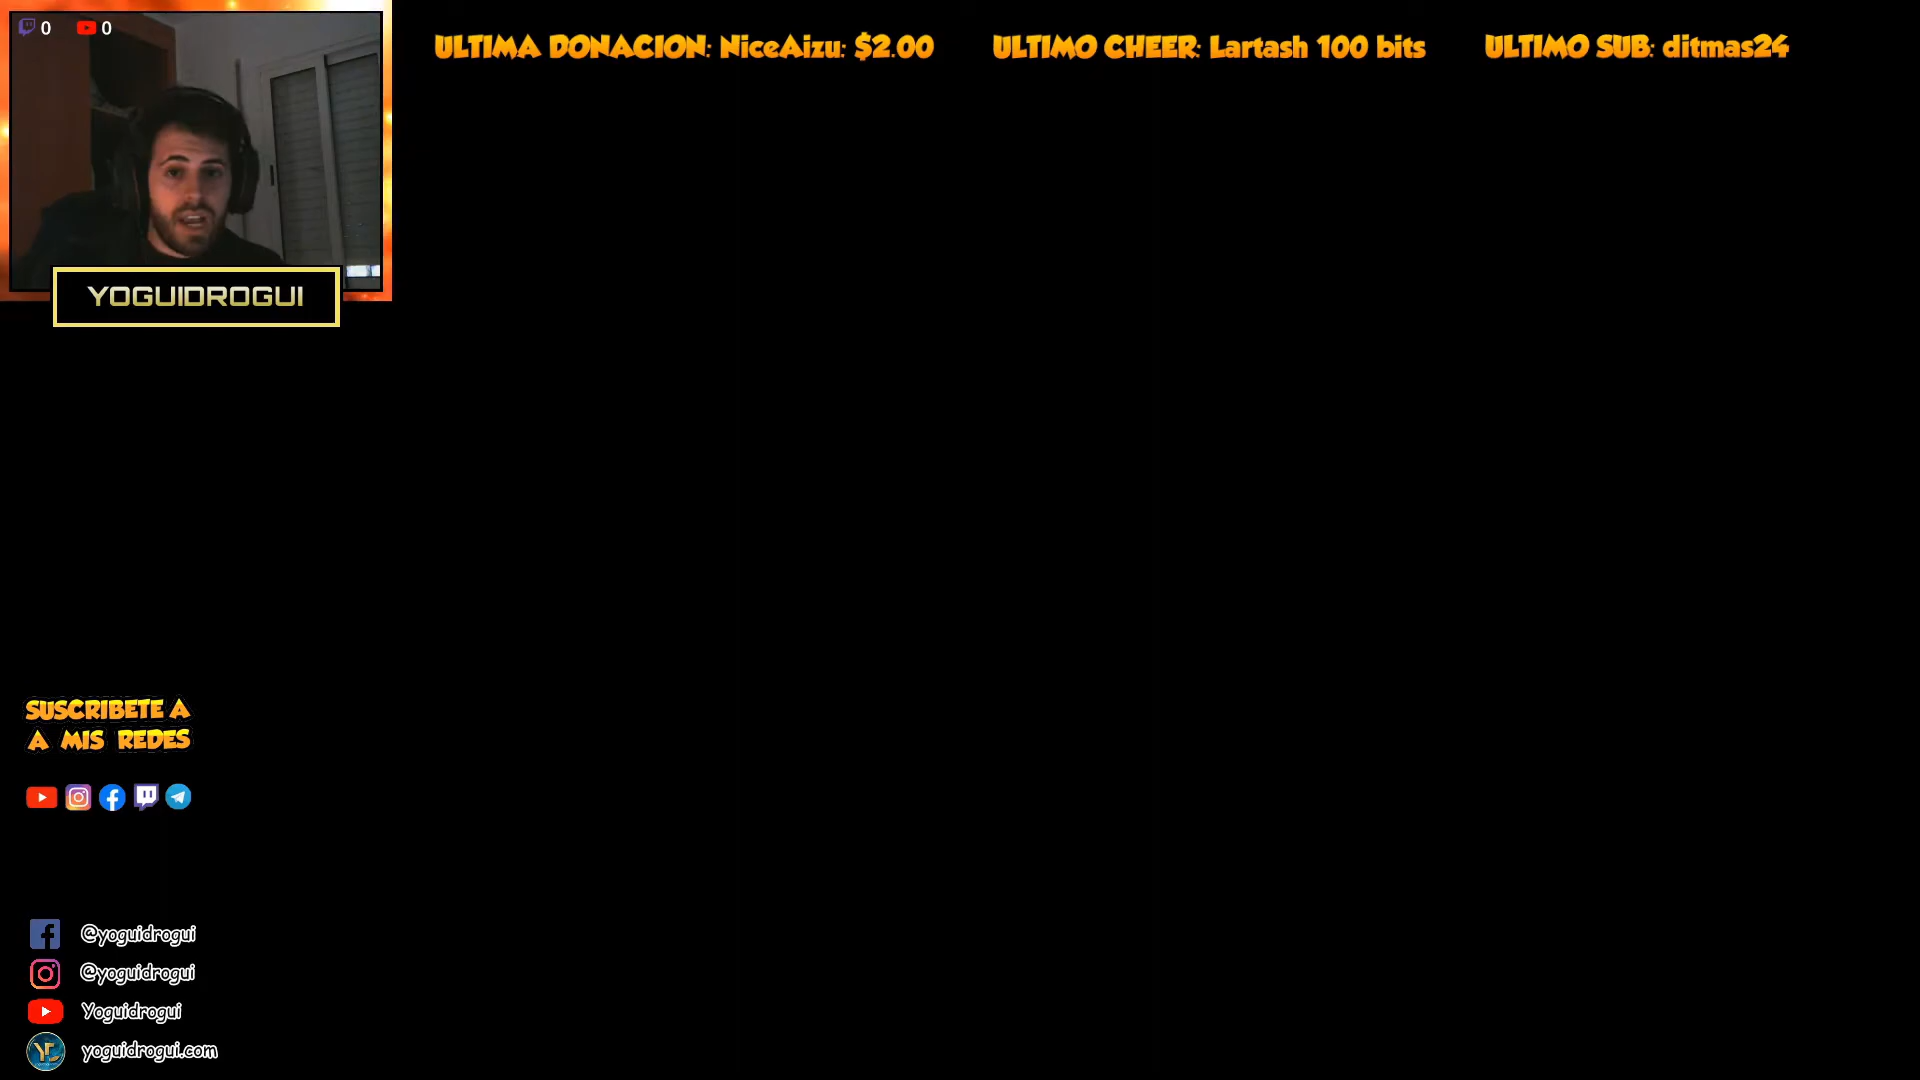 0 0
ULTIMA DONACION: NiceAizu: $2.00 ULTIMO CHEER: Lartash 100 bits ULTIMO SUB: ditmas24
YOGUIDROGUI
SUSCRIBETE A
A MIS REDES
@yoguidrogui
@yoguidrogui
Yoguidrogui
yoguidrogui.com